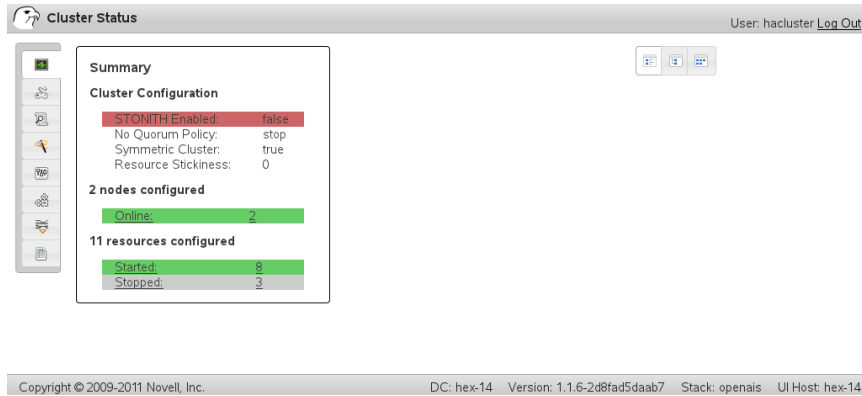 Cluster Status
User: hacluster Log Out
Summary
Cluster Configuration
STONITH Enabled: false
No Quorum Policy: stop
Symmetric Cluster: true
Resource Stickiness: 0
2 nodes configured
Online: 2
11 resources configured
Started: 8
Stopped: 3
Copyright © 2009-2011 Novell, Inc.
DC: hex-14 Version: 1.1.6-2d8fad5daab7 Stack: openais UI Host: hex-14